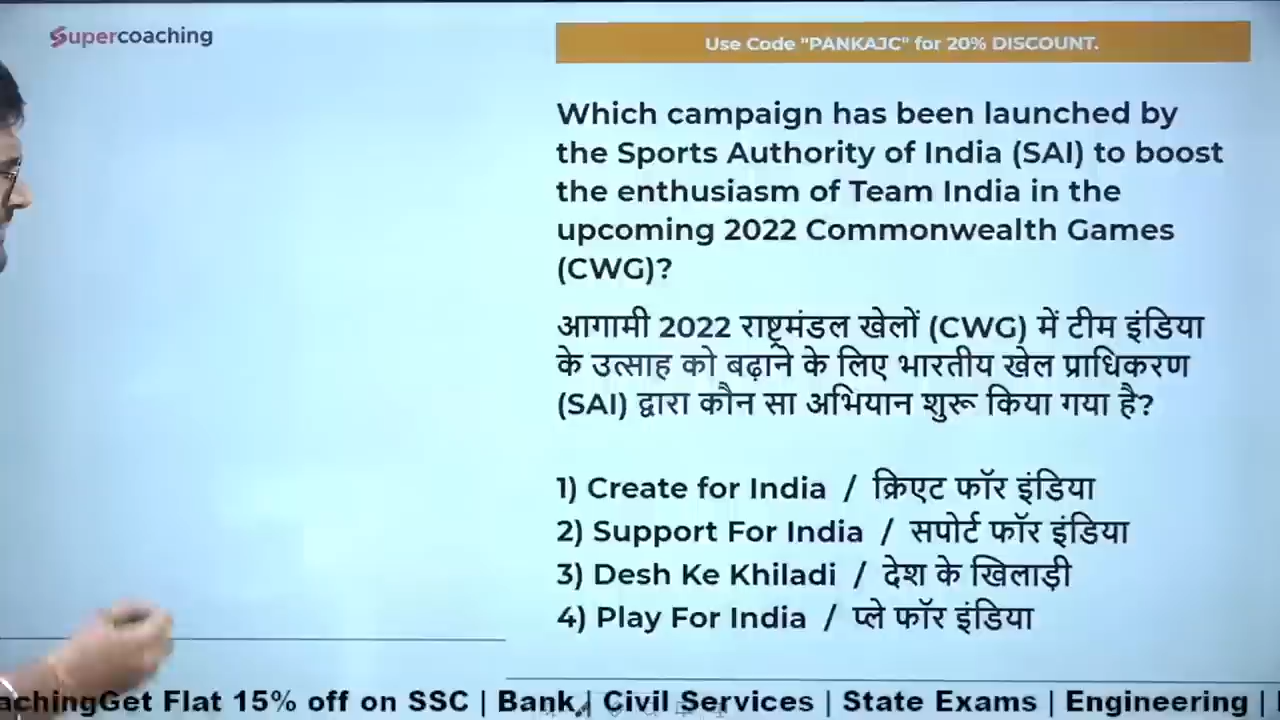 Supercoaching
Use Code "PANKAJC" for 20% DISCOUNT.
Which campaign has been launched by
the Sports Authority of India (SAI) to boost
the enthusiasm of Team India in the
upcoming 2022 Commonwealth Games
(CWG)?
आगामी 2022 राष्ट्रमंडल खेलों (CWG) में टीम इंडिया
के उत्साह को बढ़ाने के लिए भारतीय खेल प्राधिकरण
(SAI) द्वारा कौन सा अभियान शुरू किया गया है?
1) Create for India / क्रिएट फॉर इंडिया
2) Support For India / सपोर्ट फॉर इंडिया
3) Desh Ke Khiladi / देश के खिलाड़ी
4) Play For India / प्ले फॉर इंडिया
achingGet Flat 15% off on SSC | Bank | Civil Services | State Exams | Engineering |